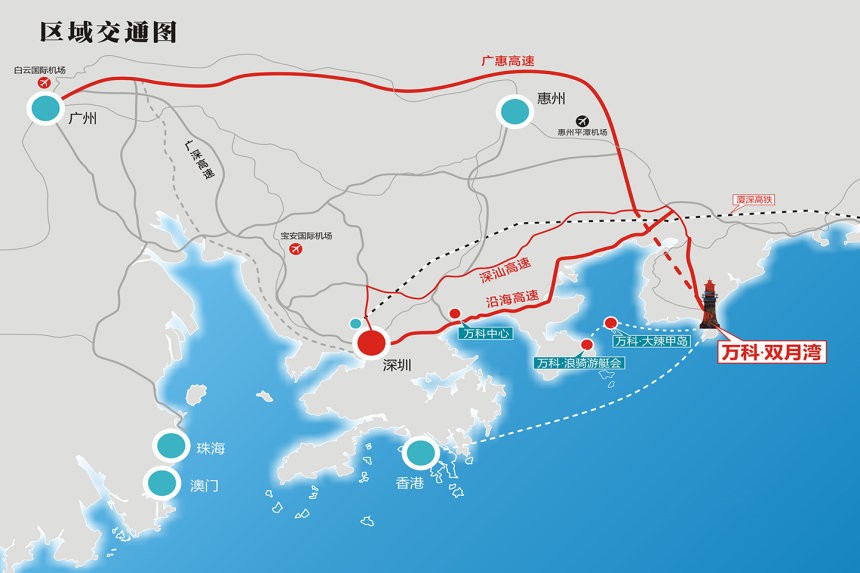 区域交通图
广惠高速
白云国际机场
惠州
广州
惠州平潭机场
广深高速
厦深高铁
宝安国际机场
深汕高速
沿海高速
万科中心
万科·大辣甲岛
万科·双月湾
万科·浪骑游艇会
深圳
珠海
香港
澳门